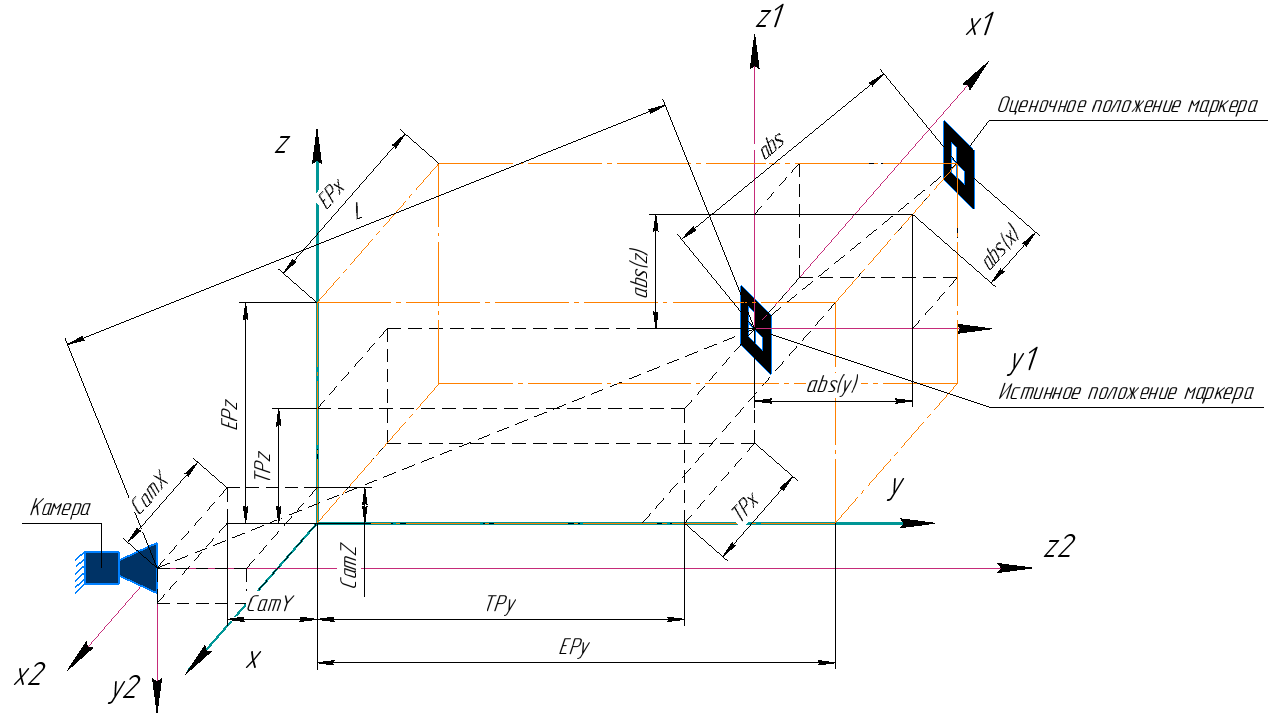 z1
x1
Оценочное положение маркера
z
abs
EPx
L
abs(x)
abs(z)
y1
abs(y)
Истинное положение маркера
EPz
TPz
CamX
y
TPx
Камера
CamZ
z2
CamY
TPy
EPy
x
x2
y2